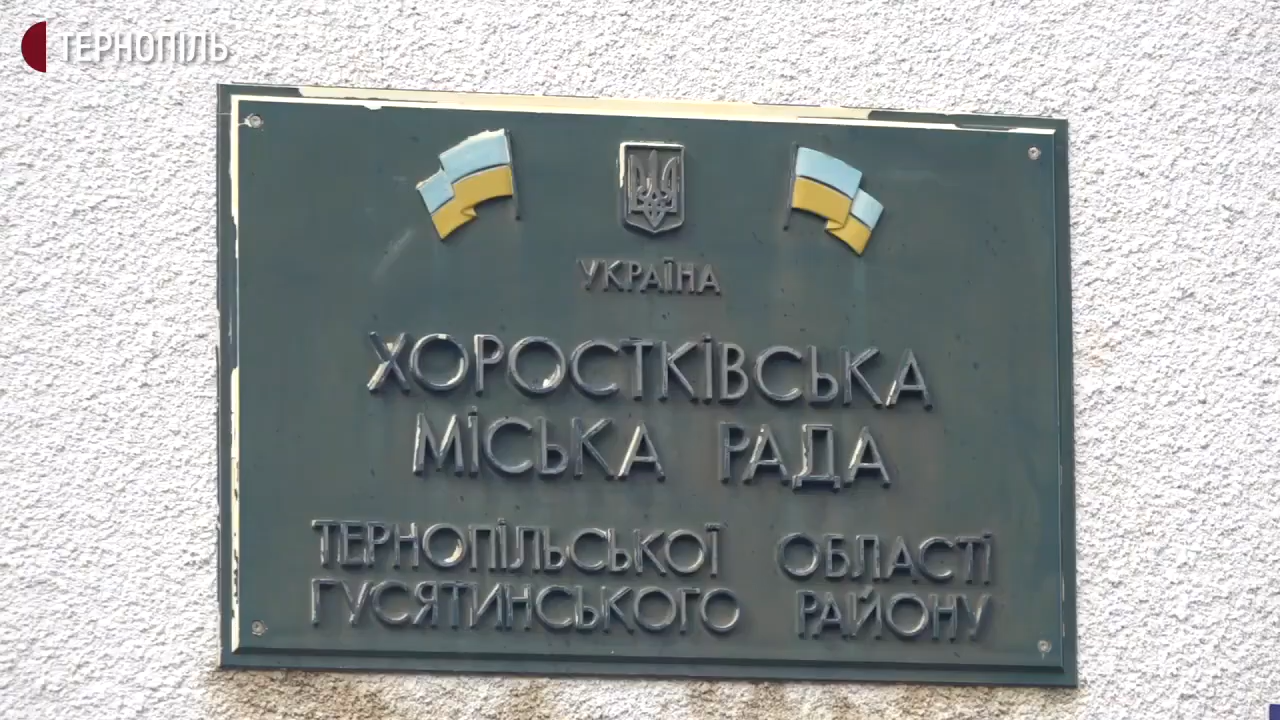 ТЕРНОПІЛЬ
УКРАЇНА
ХОРОСТКІВСЬКА
МІСЬКА РАДА
ТЕРНОПІЛЬСЬКОЇ ОБЛАСТІ
ГУСЯТИНСЬКОГО РАЙОНУ